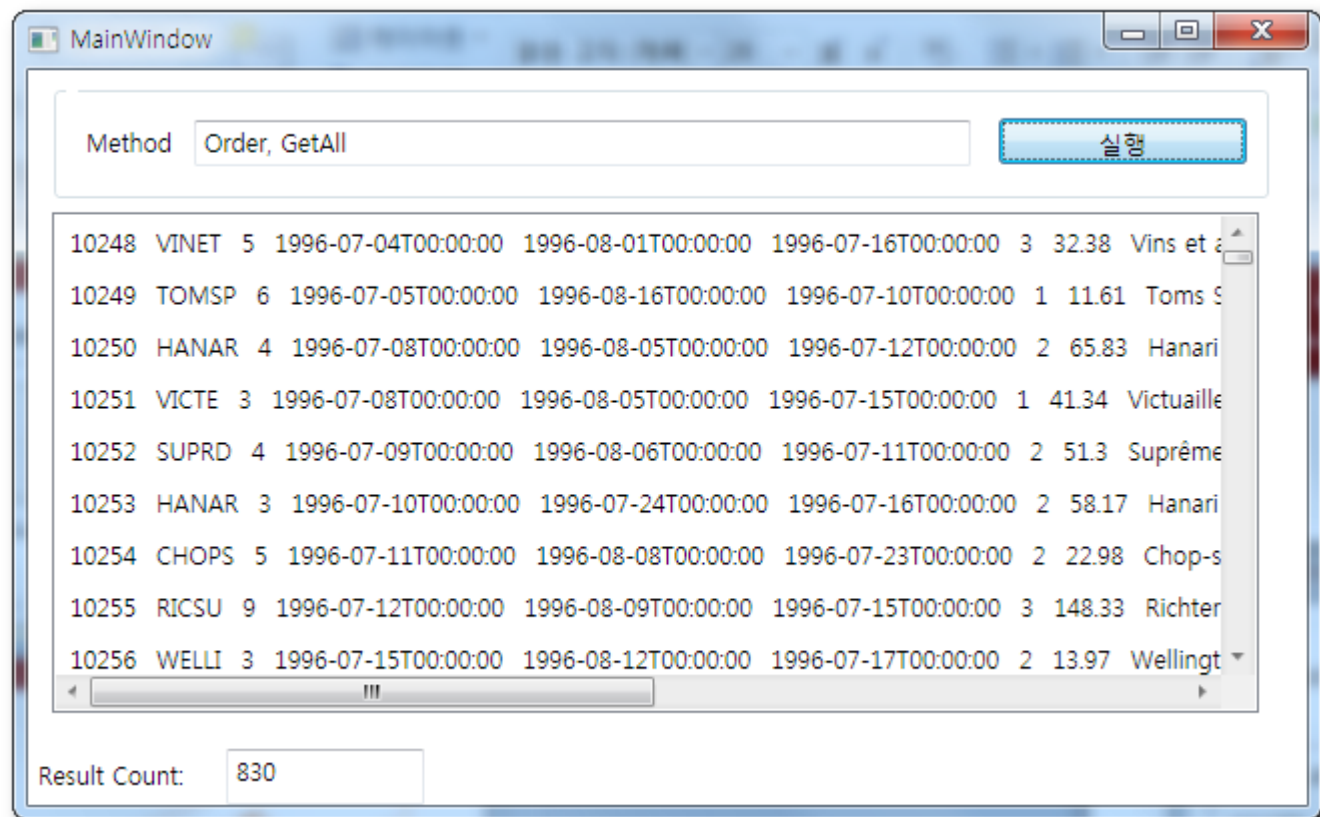 MainWindow
Method Order, GetAll 실행
10248 VINET 5 1996-07-04T00:00:00 1996-08-01T00:00:00 1996-07-16T00:00:00 3 32.38 Vins et a
10249 TOMSP 6 1996-07-05T00:00:00 1996-08-16T00:00:00 1996-07-10T00:00:00 1 11.61 Toms S
10250 HANAR 4 1996-07-08T00:00:00 1996-08-05T00:00:00 1996-07-12T00:00:00 2 65.83 Hanari
10251 VICTE 3 1996-07-08T00:00:00 1996-08-05T00:00:00 1996-07-15T00:00:00 1 41.34 Victuaille
10252 SUPRD 4 1996-07-09T00:00:00 1996-08-06T00:00:00 1996-07-11T00:00:00 2 51.3 Suprême
10253 HANAR 3 1996-07-10T00:00:00 1996-07-24T00:00:00 1996-07-16T00:00:00 2 58.17 Hanari
10254 CHOPS 5 1996-07-11T00:00:00 1996-08-08T00:00:00 1996-07-23T00:00:00 2 22.98 Chop-s
10255 RICSU 9 1996-07-12T00:00:00 1996-08-09T00:00:00 1996-07-15T00:00:00 3 148.33 Richter
10256 WELLI 3 1996-07-15T00:00:00 1996-08-12T00:00:00 1996-07-17T00:00:00 2 13.97 Wellingt
Result Count: 830